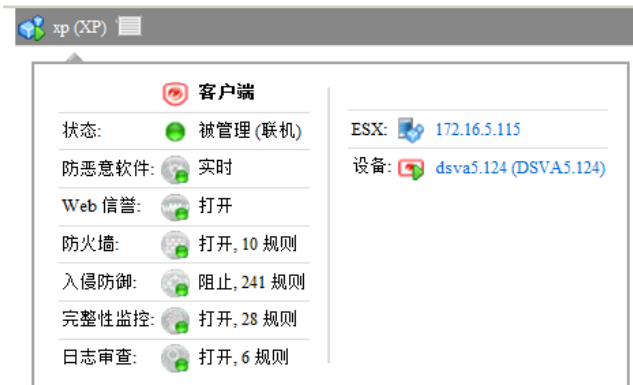 xp (XP)
客户端
状态: 被管理 (联机)
防恶意软件: 实时
Web 信誉: 打开
防火墙: 打开, 10 规则
入侵防御: 阻止, 241 规则
完整性监控: 打开, 28 规则
日志审查: 打开, 6 规则
ESX: 172.16.5.115
设备: dsva5.124 (DSVA5.124)